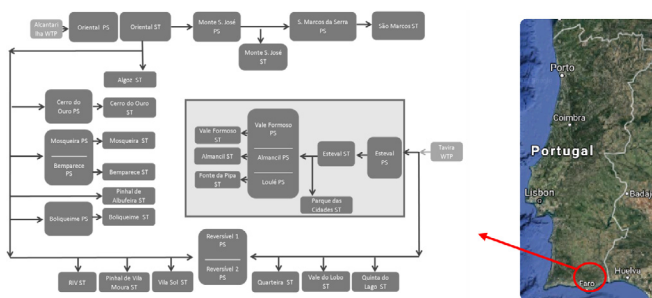 Alcantari-
lha WTP
Oriental PS
Oriental ST
Monte S. José
PS
S. Marcos da Serra
PS
São Marcos ST
Monte S. José
ST
Algoz ST
Cerro do
Ouro PS
Cerro do Ouro
ST
Mosqueira PS
Bemparece PS
Mosqueira ST
Bemparece ST
Pinhal de
Albufeira ST
Boliqueime PS
Boliqueime ST
Vale Formoso
ST
Almancil ST
Ponte da Pipa
ST
Vale Formoso
PS
Almancil PS
Loulé PS
Esteval ST
Esteval
PS
Tavira
WTP
Parque das
Cidades ST
Reversível 1
PS
Reversível 2
PS
RIV ST
Pinhal de Vila
Moura ST
Vila Sol ST
Quarteira ST
Vale do Lobo
ST
Quinta do
Lago ST
Porto
Coimbra
Portugal
Lisbon
Badaj
Huelva
Faro